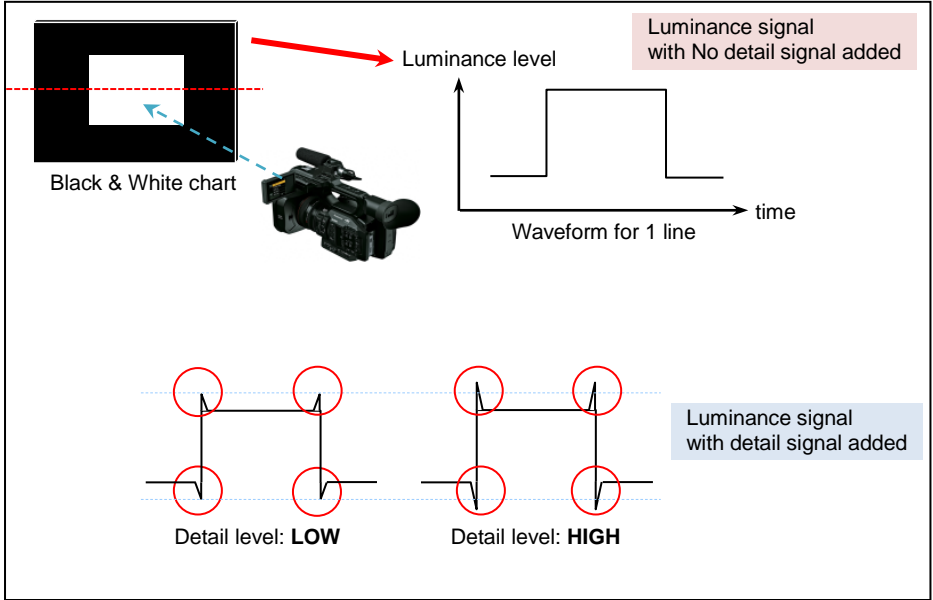 Luminance signal
with No detail signal added
Luminance level
Black & White chart
time
Waveform for 1 line
Luminance signal
with detail signal added
Detail level: LOW
Detail level: HIGH